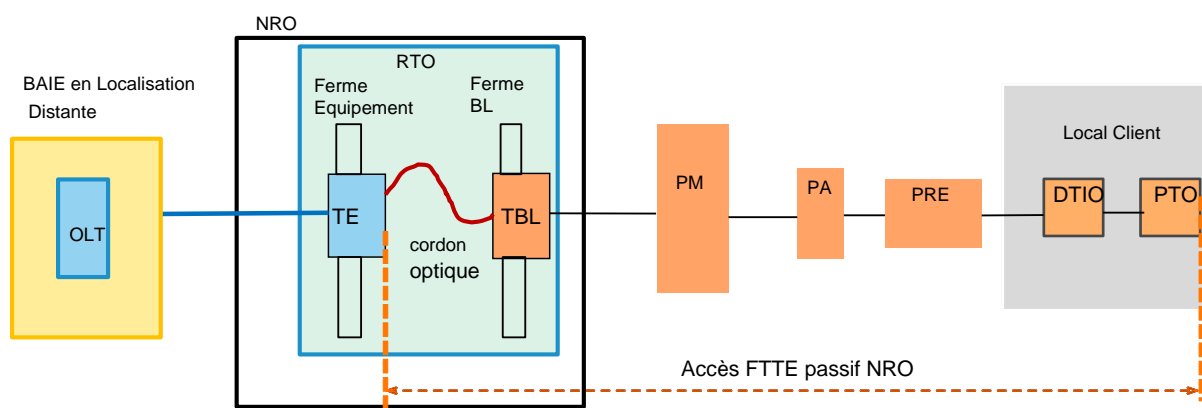 NRO
RTO
BAIE en Localisation
Distante
Ferme
Equipement
Ferme
BL
Local Client
OLT
TE
TBL
cordon
optique
PM
PA
PRE
DTIO
PTO
Accès FTTE passif NRO